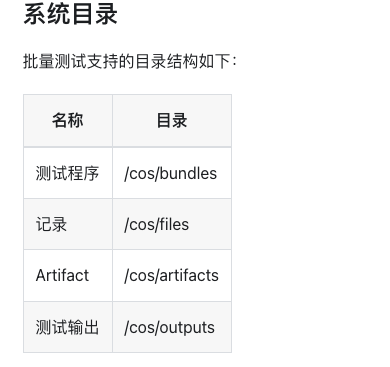 系统目录
批量测试支持的目录结构如下：
名称 目录
测试程序 /cos/bundles
记录 /cos/files
Artifact /cos/artifacts
测试输出 /cos/outputs